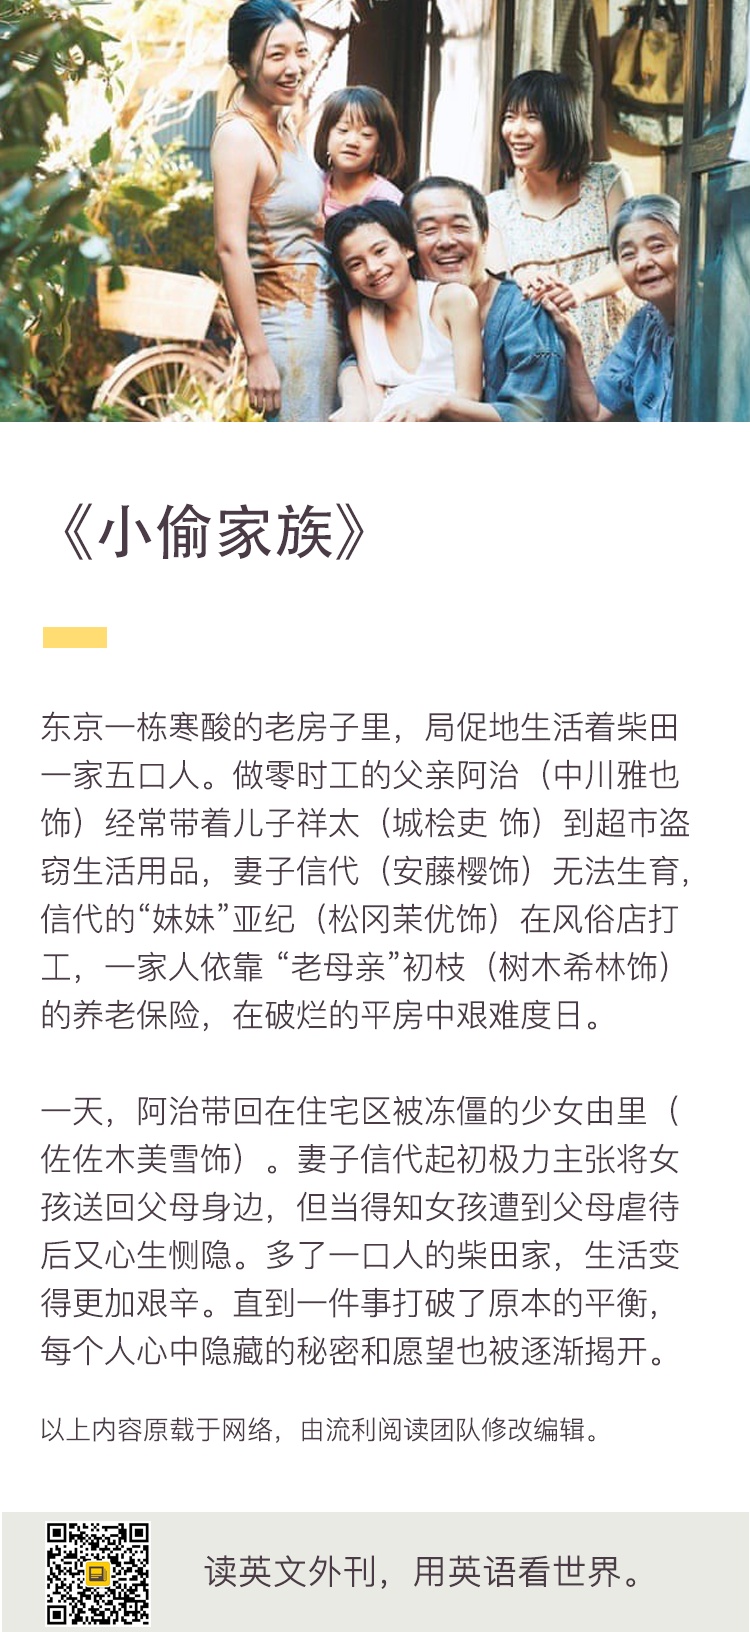 《小偷家族》
东京一栋寒酸的老房子里，局促地生活着柴田
一家五口人。做零时工的父亲阿治（中川雅也
饰）经常带着儿子祥太（城桧吏 饰）到超市盗
窃生活用品，妻子信代（安藤樱饰）无法生育，
信代的“妹妹”亚纪（松冈茉优饰）在风俗店打
工，一家人依靠 “老母亲”初枝（树木希林饰）
的养老保险，在破烂的平房中艰难度日。
一天，阿治带回在住宅区被冻僵的少女由里（
佐佐木美雪饰）。妻子信代起初极力主张将女
孩送回父母身边，但当得知女孩遭到父母虐待
后又心生恻隐。多了一口人的柴田家，生活变
得更加艰辛。直到一件事打破了原本的平衡，
每个人心中隐藏的秘密和愿望也被逐渐揭开。
以上内容原载于网络，由流利阅读团队修改编辑。
读英文外刊，用英语看世界。